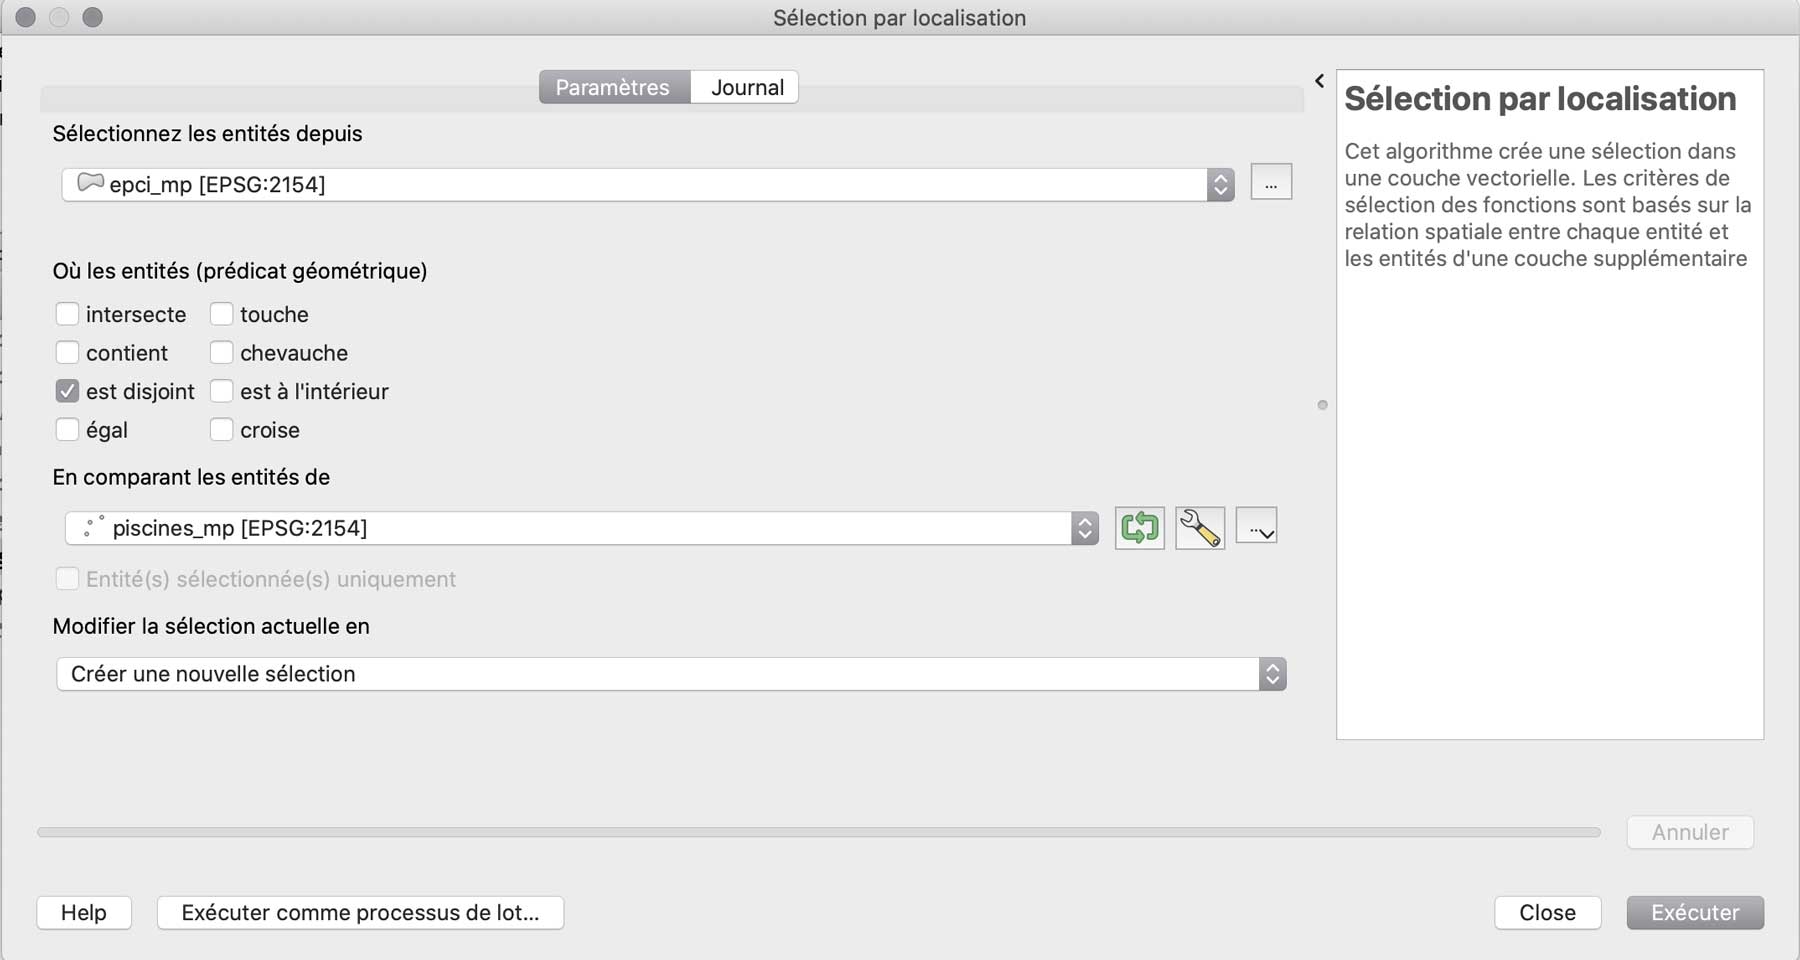 Sélection par localisation
Paramètres
Journal
Sélectionnez les entités depuis
epci_mp [EPSG:2154]
...
Où les entités (prédicat géométrique)
intersecte
touche
contient
chevauche
est disjoint
est à l'intérieur
égal
croise
En comparant les entités de
piscines_mp [EPSG:2154]
...
Entité(s) sélectionnée(s) uniquement
Modifier la sélection actuelle en
Créer une nouvelle sélection
Sélection par localisation
Cet algorithme crée une sélection dans
une couche vectorielle. Les critères de
sélection des fonctions sont basés sur la
relation spatiale entre chaque entité et
les entités d'une couche supplémentaire
Annuler
Help
Exécuter comme processus de lot...
Close
Exécuter